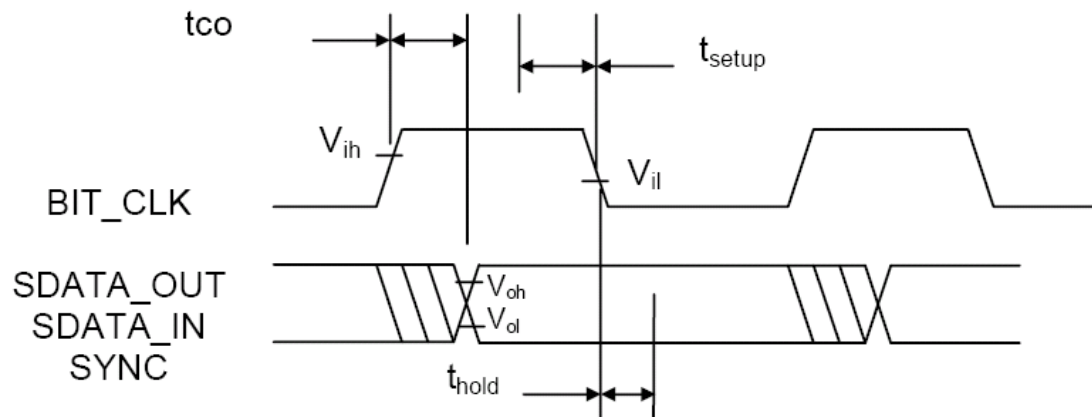 tco
t_setup
V_ih
V_il
BIT_CLK
SDATA_OUT
V_oh
SDATA_IN
V_ol
SYNC
t_hold